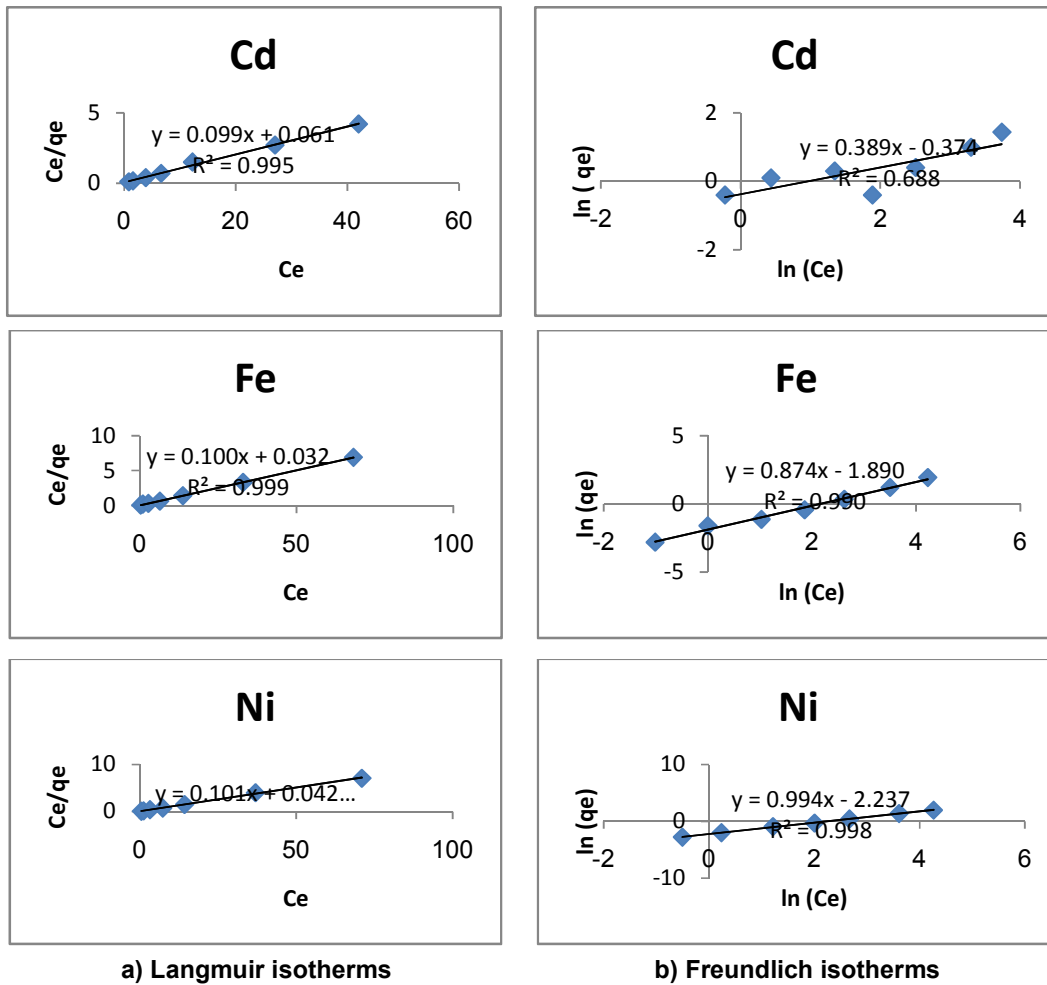 Cd
Ce/qe
5
y = 0.099x + 0.061
R² = 0.995
0
0 20 40 60
Ce
Cd
ln ( qe)
2
y = 0.389x - 0.374
R² = 0.688
0
-2 0 2 4
-2
ln (Ce)
Fe
Ce/qe
10
y = 0.100x + 0.032
5
R² = 0.999
0
0 50 100
Ce
Fe
ln (qe)
5
y = 0.874x - 1.890
R² = 0.990
0
-2 0 2 4 6
-5
ln (Ce)
Ni
Ce/qe
10
y = 0.101x + 0.042...
0
0 50 100
Ce
Ni
ln (qe)
10
y = 0.994x - 2.237
R² = 0.998
0
-2 0 2 4 6
-10
ln (Ce)
a) Langmuir isotherms
b) Freundlich isotherms